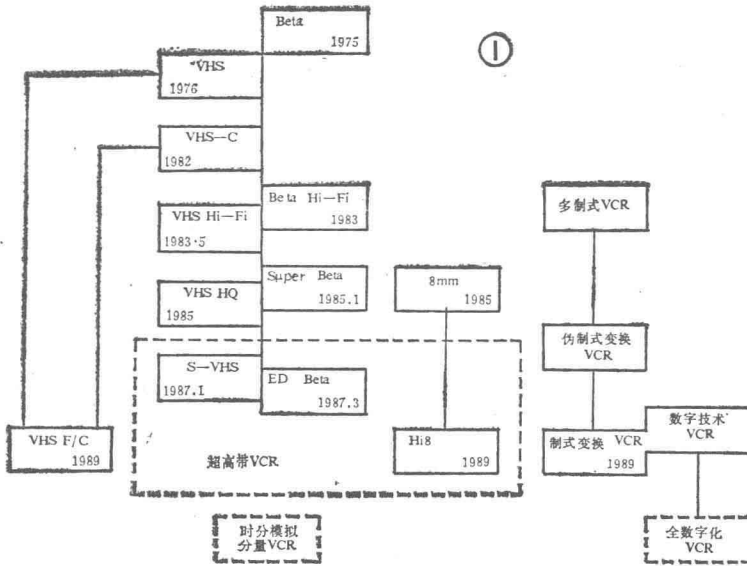 Beta
1975
①
VHS
1976
VHS—C
1982
Beta Hi—Fi
1983
VHS Hi—Fi
1983·5
Super Beta
1985.1
VHS HQ
1985
8mm
1985
多制式VCR
伪制式变换
VCR
S—VHS
1987.1
ED Beta
1987.3
VHS F/C
1989
超高带VCR
Hi8
1989
制式变换 VCR
1989
数字技术
VCR
时分模拟
分量VCR
全数字化
VCR